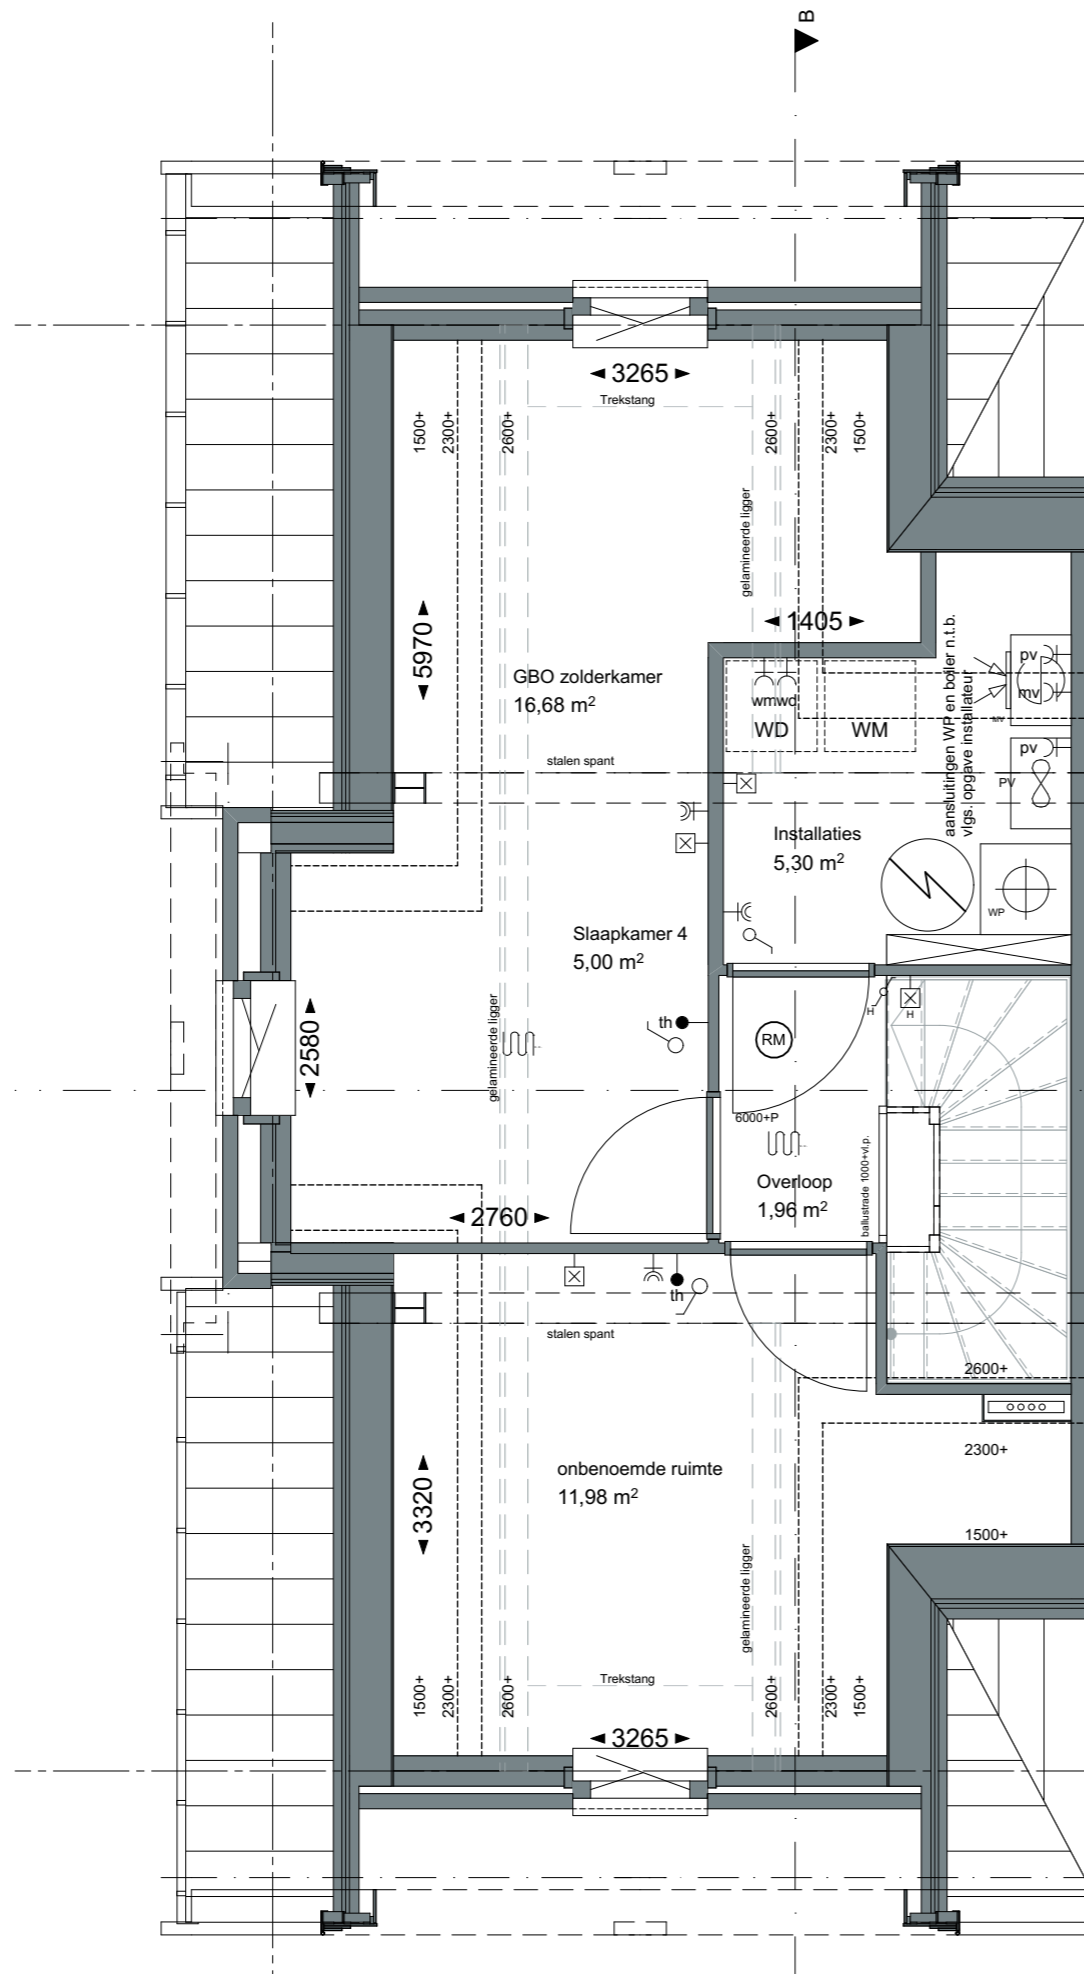 B
3265
Trekstang
1500+
2300+
2600+
2600+
2300+
1500+
gelamineerde ligger
5970
1405
GBO zolderkamer
16,68 m²
wmwd
WD
WM
aansluitingen WP en boiler n.t.b.
vlgs. opgave installateur
pv
mv
MV
pv
PV
stalen spant
Installaties
5,30 m²
WP
Slaapkamer 4
5,00 m²
gelamineerde ligger
2580
th
RM
H
H
6000+P
Overloop
1,96 m²
ballustrade 1000+vl.p.
2760
th
stalen spant
2600+
2300+
1500+
onbenoemde ruimte
11,98 m²
3320
gelamineerde ligger
1500+
2300+
2600+
Trekstang
2600+
2300+
1500+
3265